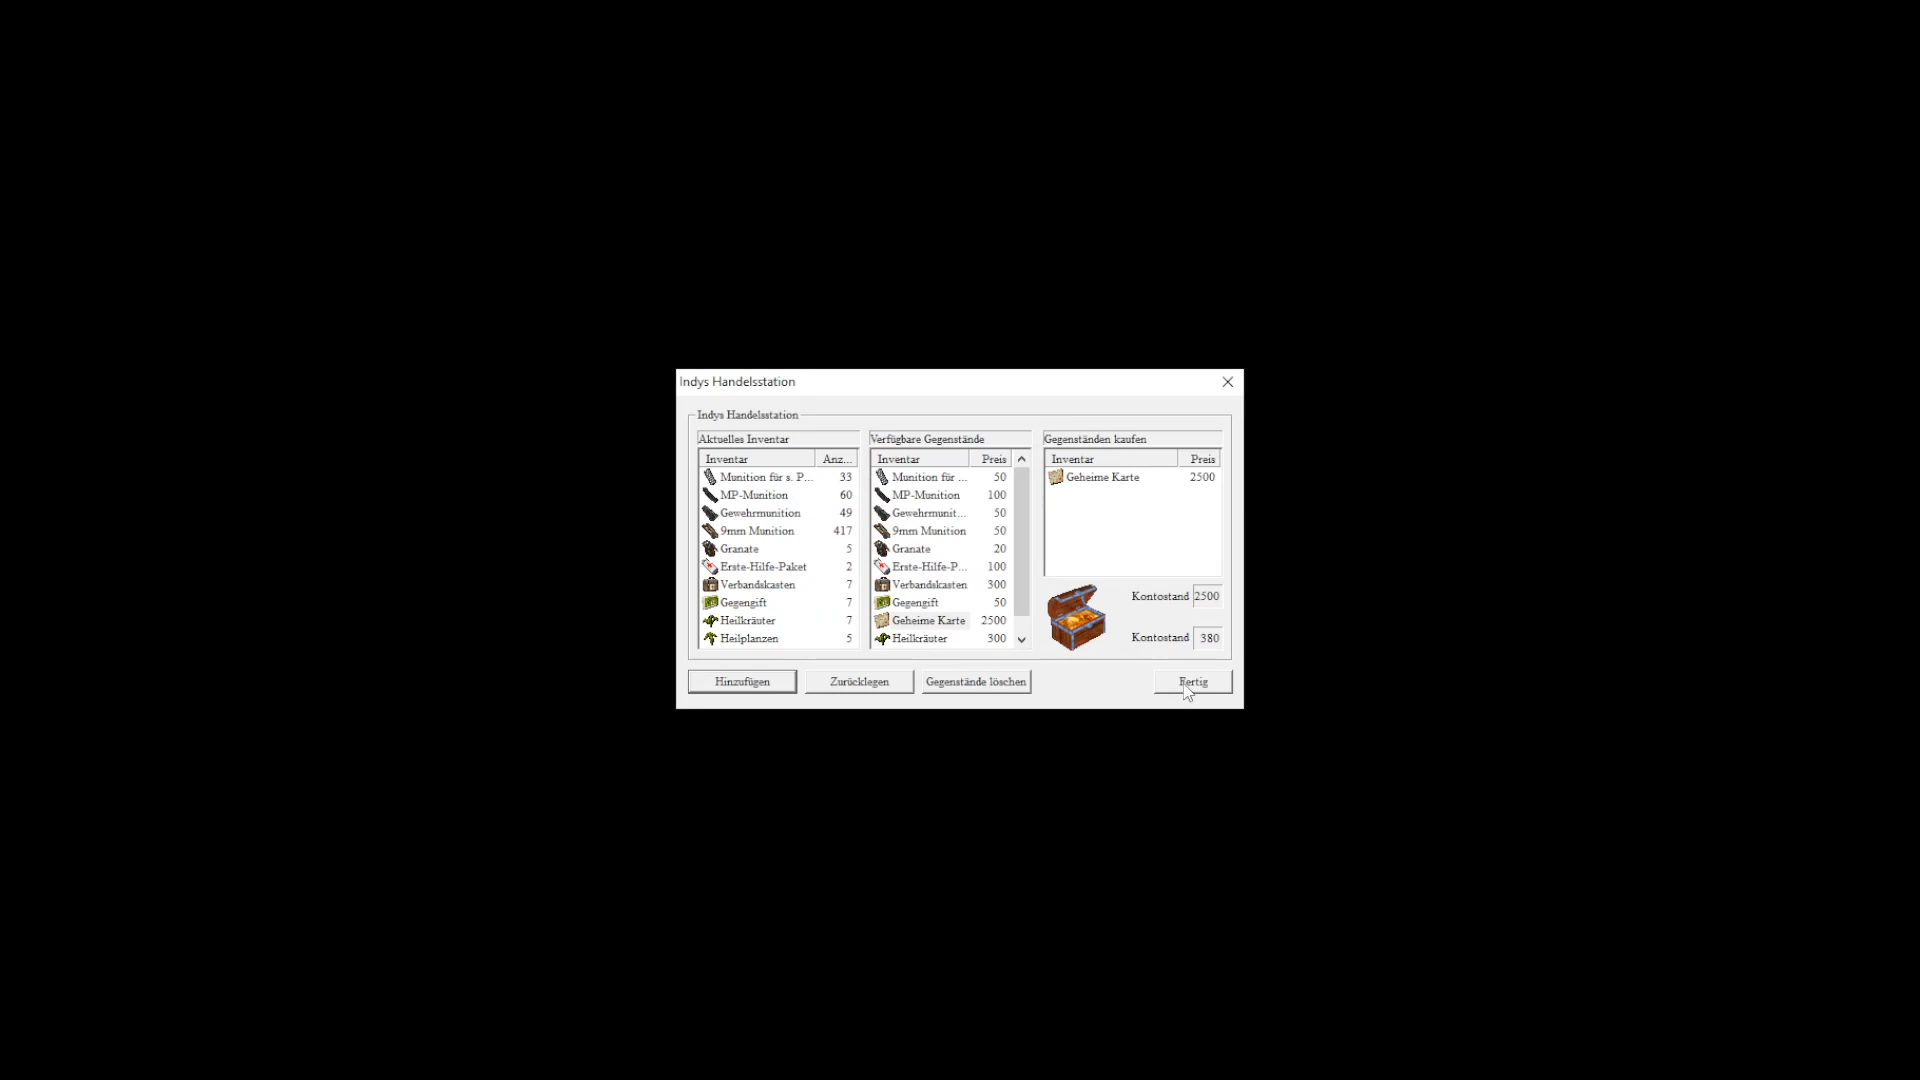 Indys Handelsstation
Indys Handelsstation
Aktuelles Inventar
Inventar Anz...
Munition für s. P... 33
MP-Munition 60
Gewehrmunition 49
9mm Munition 417
Granate 5
Erste-Hilfe-Paket 2
Verbandskasten 7
Gegengift 7
Heilkräuter 7
Heilplanzen 5
Verfügbare Gegenstände
Inventar Preis
Munition für ... 50
MP-Munition 100
Gewehrmunit... 50
9mm Munition 50
Granate 20
Erste-Hilfe-P... 100
Verbandskasten 300
Gegengift 50
Geheime Karte 2500
Heilkräuter 300
Gegenständen kaufen
Inventar Preis
Geheime Karte 2500
Kontostand 2500
Kontostand 380
Hinzufügen Zurücklegen Gegenstände löschen Fertig